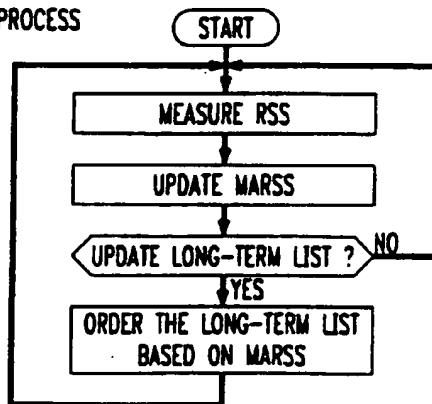 PROCESS
START
MEASURE RSS
UPDATE MARSS
UPDATE LONG-TERM LIST ?
NO
YES
ORDER THE LONG-TERM LIST
BASED ON MARSS